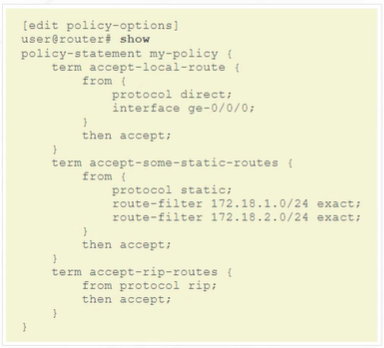 [edit policy-options]
user@router# show
policy-statement my-policy {
    term accept-local-route {
        from {
            protocol direct;
            interface ge-0/0/0;
        }
        then accept;
    }
    term accept-some-static-routes {
        from {
            protocol static;
            route-filter 172.18.1.0/24 exact;
            route-filter 172.18.2.0/24 exact;
        }
        then accept;
    }
    term accept-rip-routes {
        from protocol rip;
        then accept;
    }
}